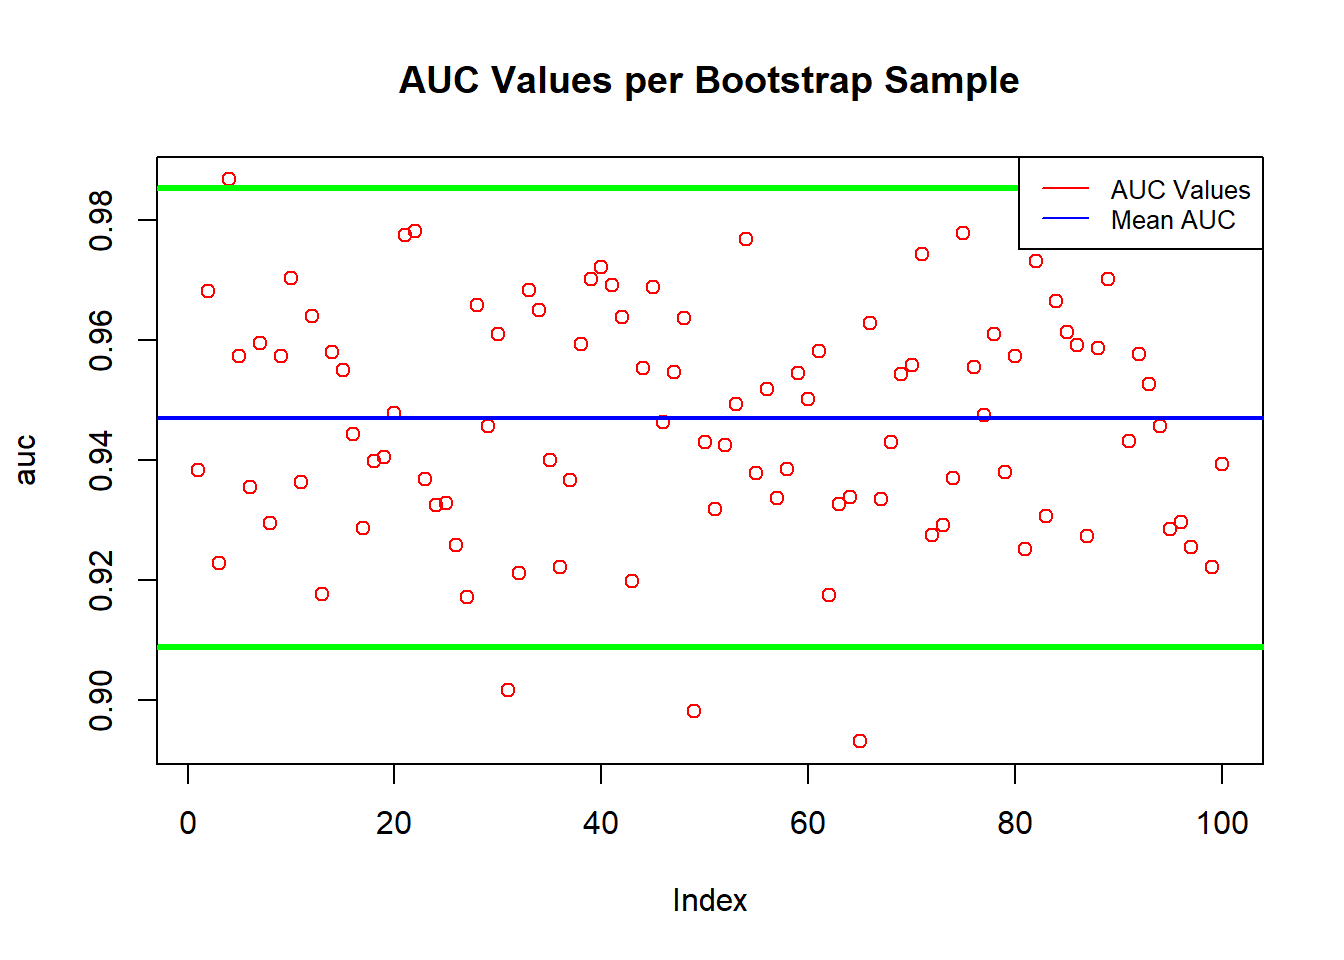 AUC Values per Bootstrap Sample
AUC Values
Mean AUC
auc
0.98
0.96
0.94
0.92
0.90
0 20 40 60 80 100
Index